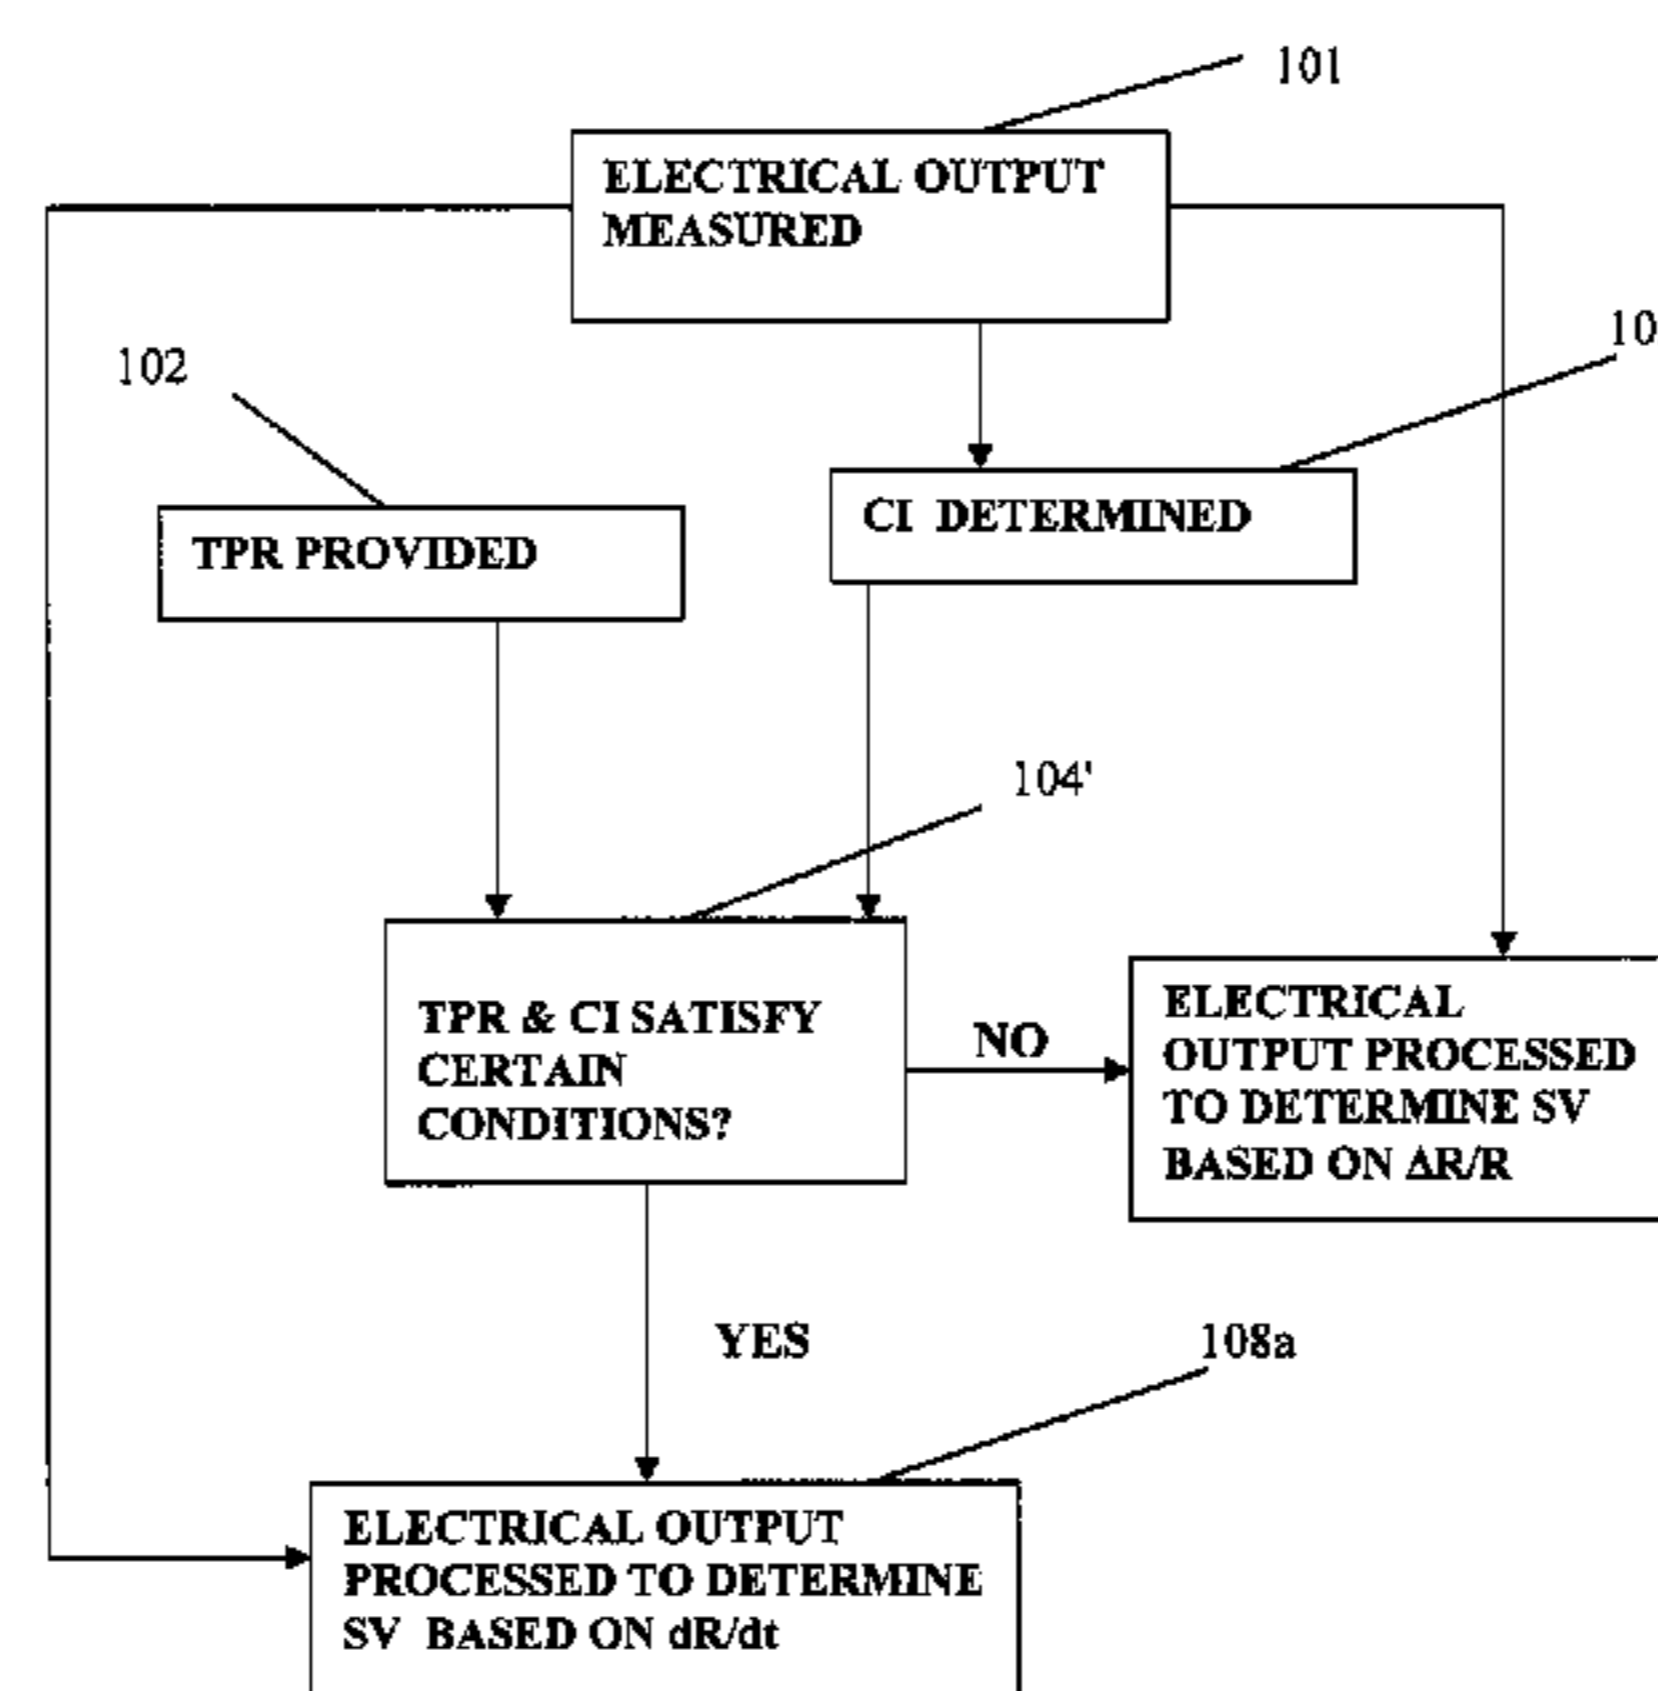 101
ELECTRICAL OUTPUT
MEASURED
10
102
CI DETERMINED
TPR PROVIDED
104'
TPR & CI SATISFY
CERTAIN
CONDITIONS?
NO
ELECTRICAL
OUTPUT PROCESSED
TO DETERMINE SV
BASED ON ΔR/R
YES
108a
ELECTRICAL OUTPUT
PROCESSED TO DETERMINE
SV BASED ON dR/dt